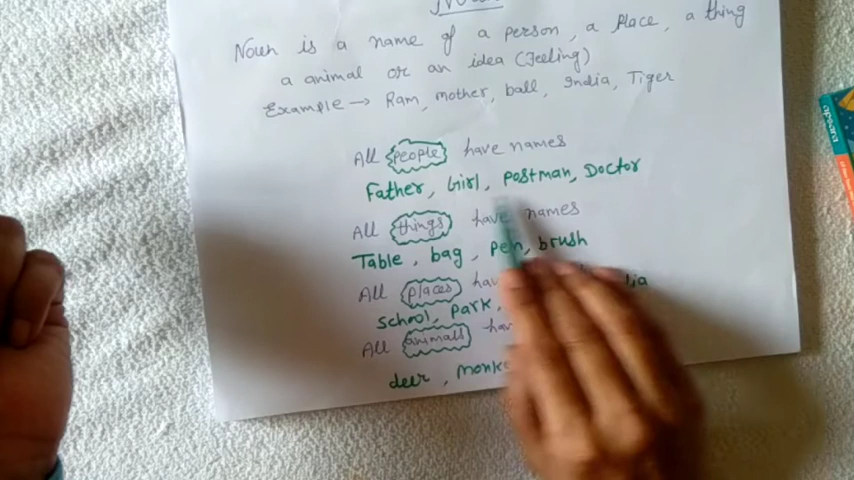 Noun is a name of a person, a place, a thing
a animal or an idea (Feeling)
Example → Ram, mother, ball, India, Tiger
All people have names
Father, Girl, postman, Doctor
All things have names
Table, bag, Pen, brush
All places have
school, park,
All animals
deer,